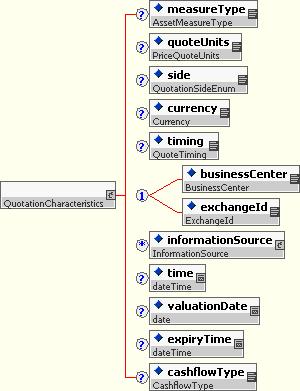 ? measureType
AssetMeasureType
? quoteUnits
PriceQuoteUnits
? side
QuotationSideEnum
? currency
Currency
? timing
QuoteTiming
businessCenter
BusinessCenter
QuotationCharacteristics
1
exchangeId
ExchangeId
* informationSource
InformationSource
? time
dateTime
? valuationDate
date
? expiryTime
dateTime
? cashflowType
CashflowType